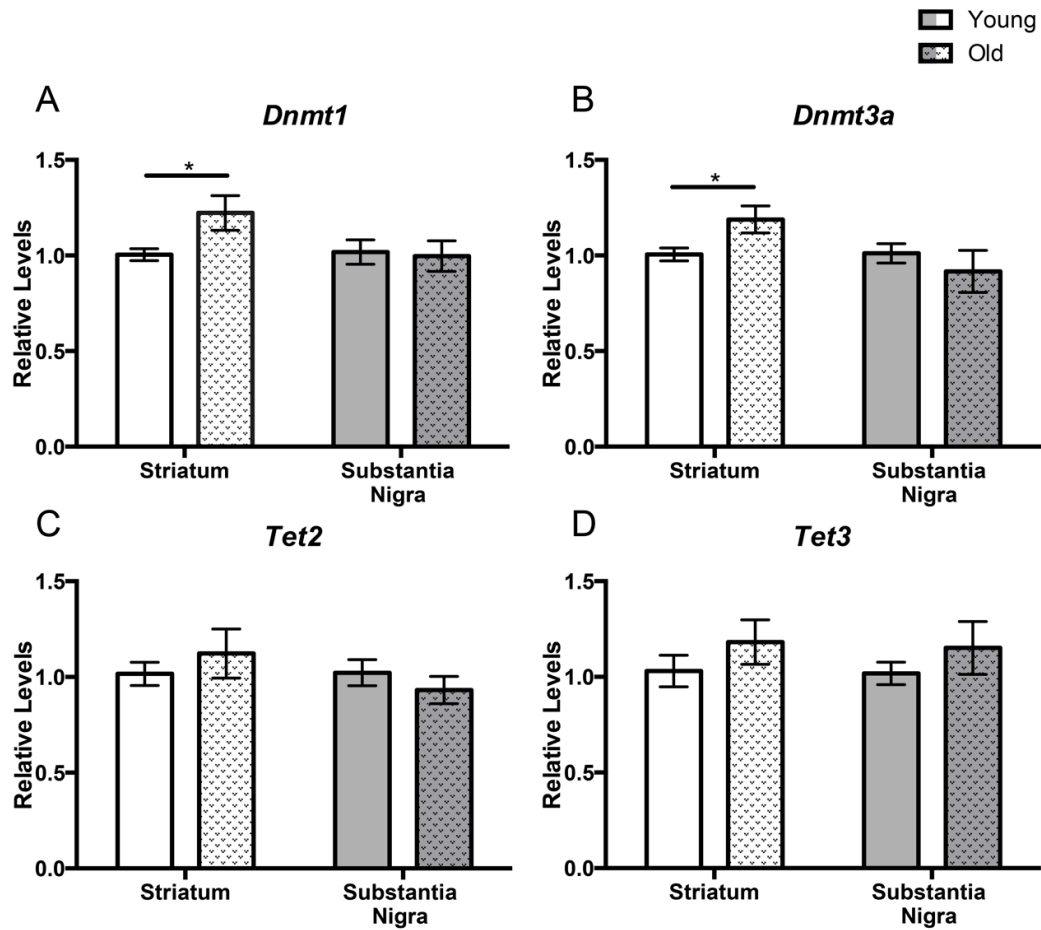 Young
Old
A
Dnmt1
Relative Levels
1.5
1.0
0.5
0.0
*
Striatum
Substantia
Nigra
B
Dnmt3a
Relative Levels
1.5
1.0
0.5
0.0
*
Striatum
Substantia
Nigra
C
Tet2
Relative Levels
1.5
1.0
0.5
0.0
Striatum
Substantia
Nigra
D
Tet3
Relative Levels
1.5
1.0
0.5
0.0
Striatum
Substantia
Nigra